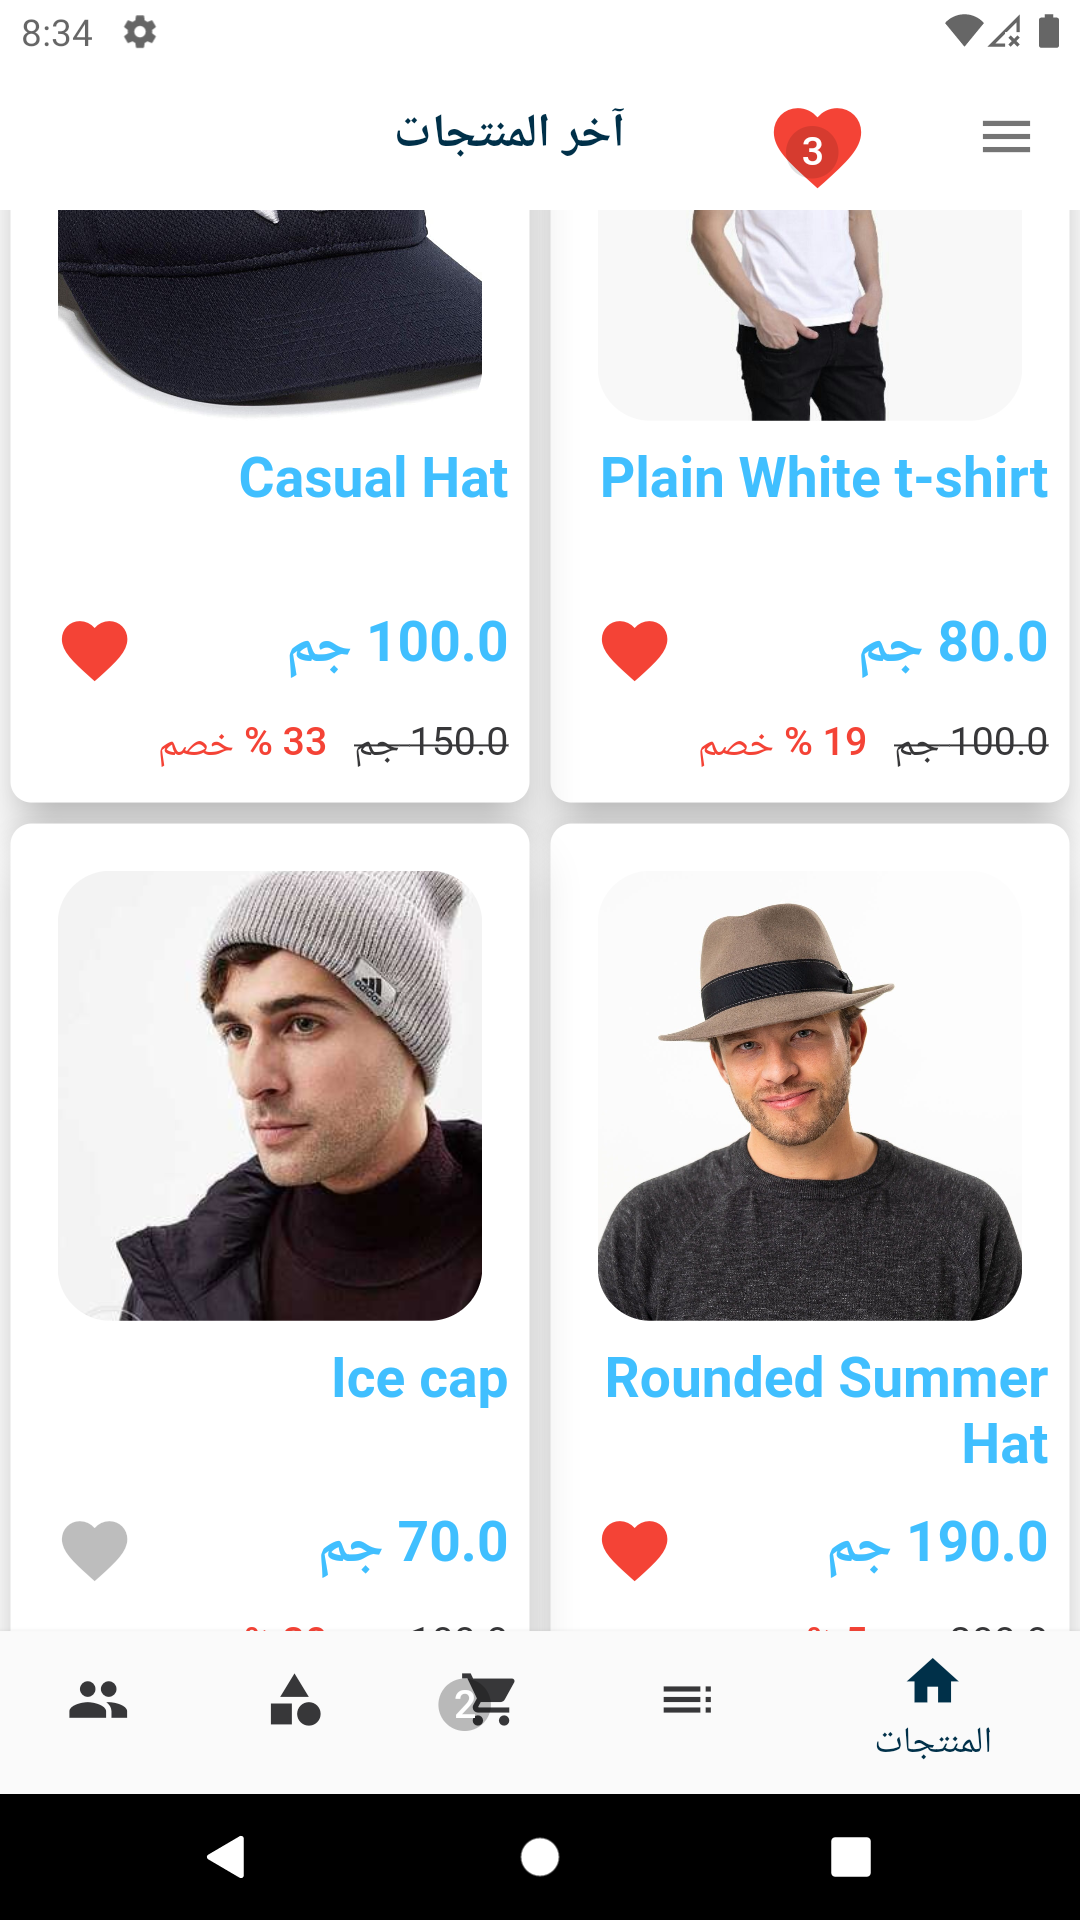 8:34
آخر المنتجات
3
Plain White t-shirt
Casual Hat
80.0 جم
100.0 جم
100.0 جم 19 % خصم
150.0 جم 33 % خصم
adidas
Rounded Summer
Hat
Ice cap
190.0 جم
70.0 جم
المنتجات
2